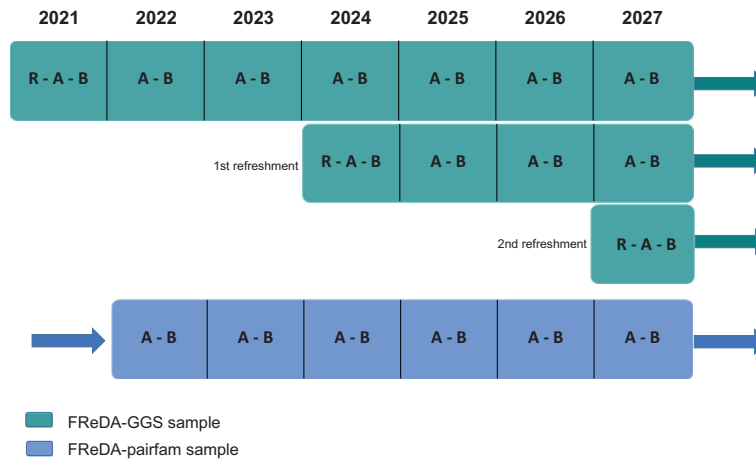 2021 2022 2023 2024 2025 2026 2027
R - A - B A - B A - B A - B A - B A - B A - B
1st refreshment R - A - B A - B A - B A - B
2nd refreshment R - A - B
A - B A - B A - B A - B A - B A - B
FReDA-GGS sample
FReDA-pairfam sample